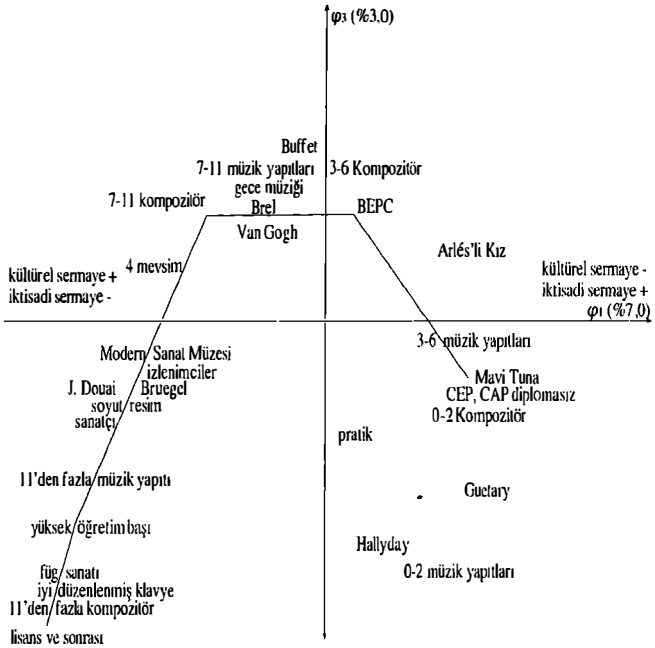 φ3 (%3,0)
Buffet
7-11 müzik yapıtları
3-6 Kompozitör
gece müziği
7-11 kompozitör
Brel
BEPC
Van Gogh
Arlés'li Kız
4 mevsim
kültürel sermaye +
iktisadi sermaye -
kültürel sermaye -
iktisadi sermaye +
φ1 (%7,0)
3-6 müzik yapıtları
Modern Sanat Müzesi
izlenimciler
Mavi Tuna
J. Douai Bruegel
CEP, CAP diplomasız
soyut resim
0-2 Kompozitör
sanatçı
pratik
11'den fazla müzik yapıtı
Guetary
yüksek öğretim başı
Hallyday
füg sanatı
0-2 müzik yapıtları
iyi düzenlenmiş klavye
11'den fazla kompozitör
lisans ve sonrası